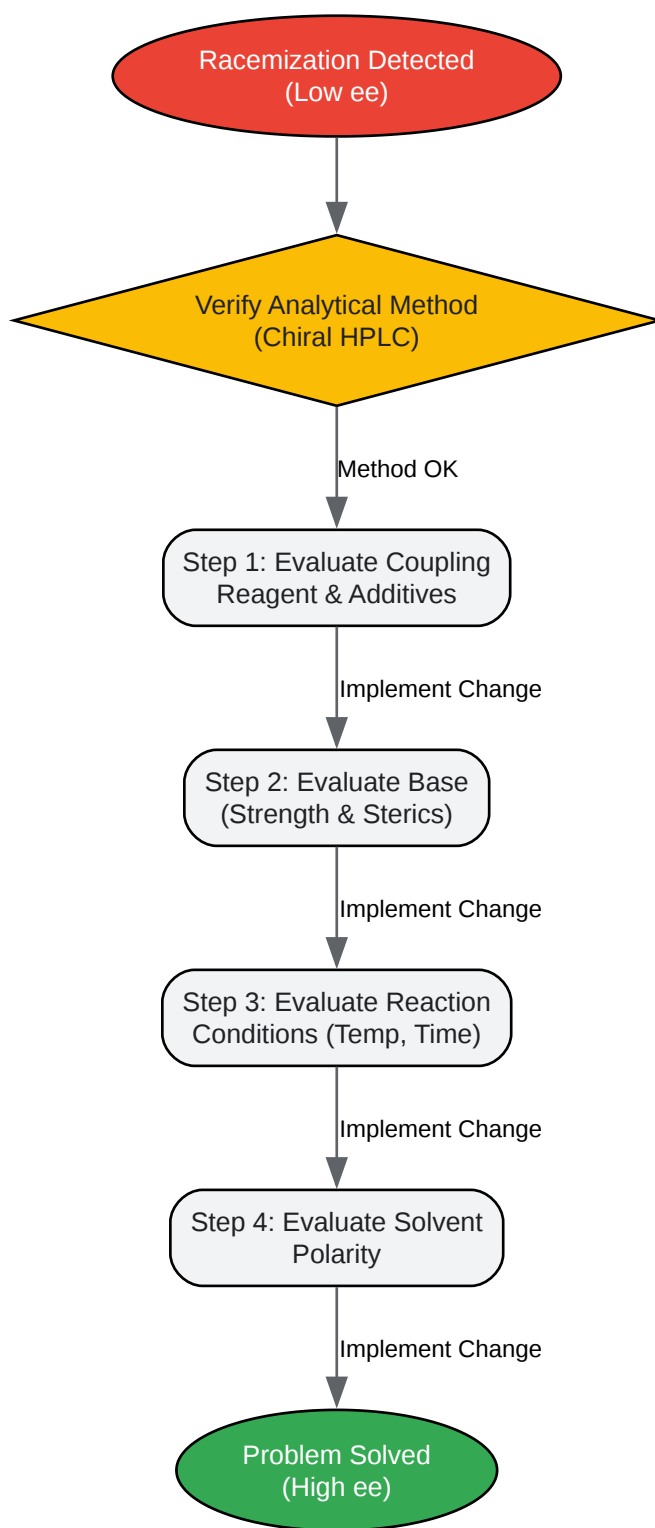 Racemization Detected
(Low ee)
Verify Analytical Method
(Chiral HPLC)
Method OK
Step 1: Evaluate Coupling
Reagent & Additives
Implement Change
Step 2: Evaluate Base
(Strength & Sterics)
Implement Change
Step 3: Evaluate Reaction
Conditions (Temp, Time)
Implement Change
Step 4: Evaluate Solvent
Polarity
Implement Change
Problem Solved
(High ee)